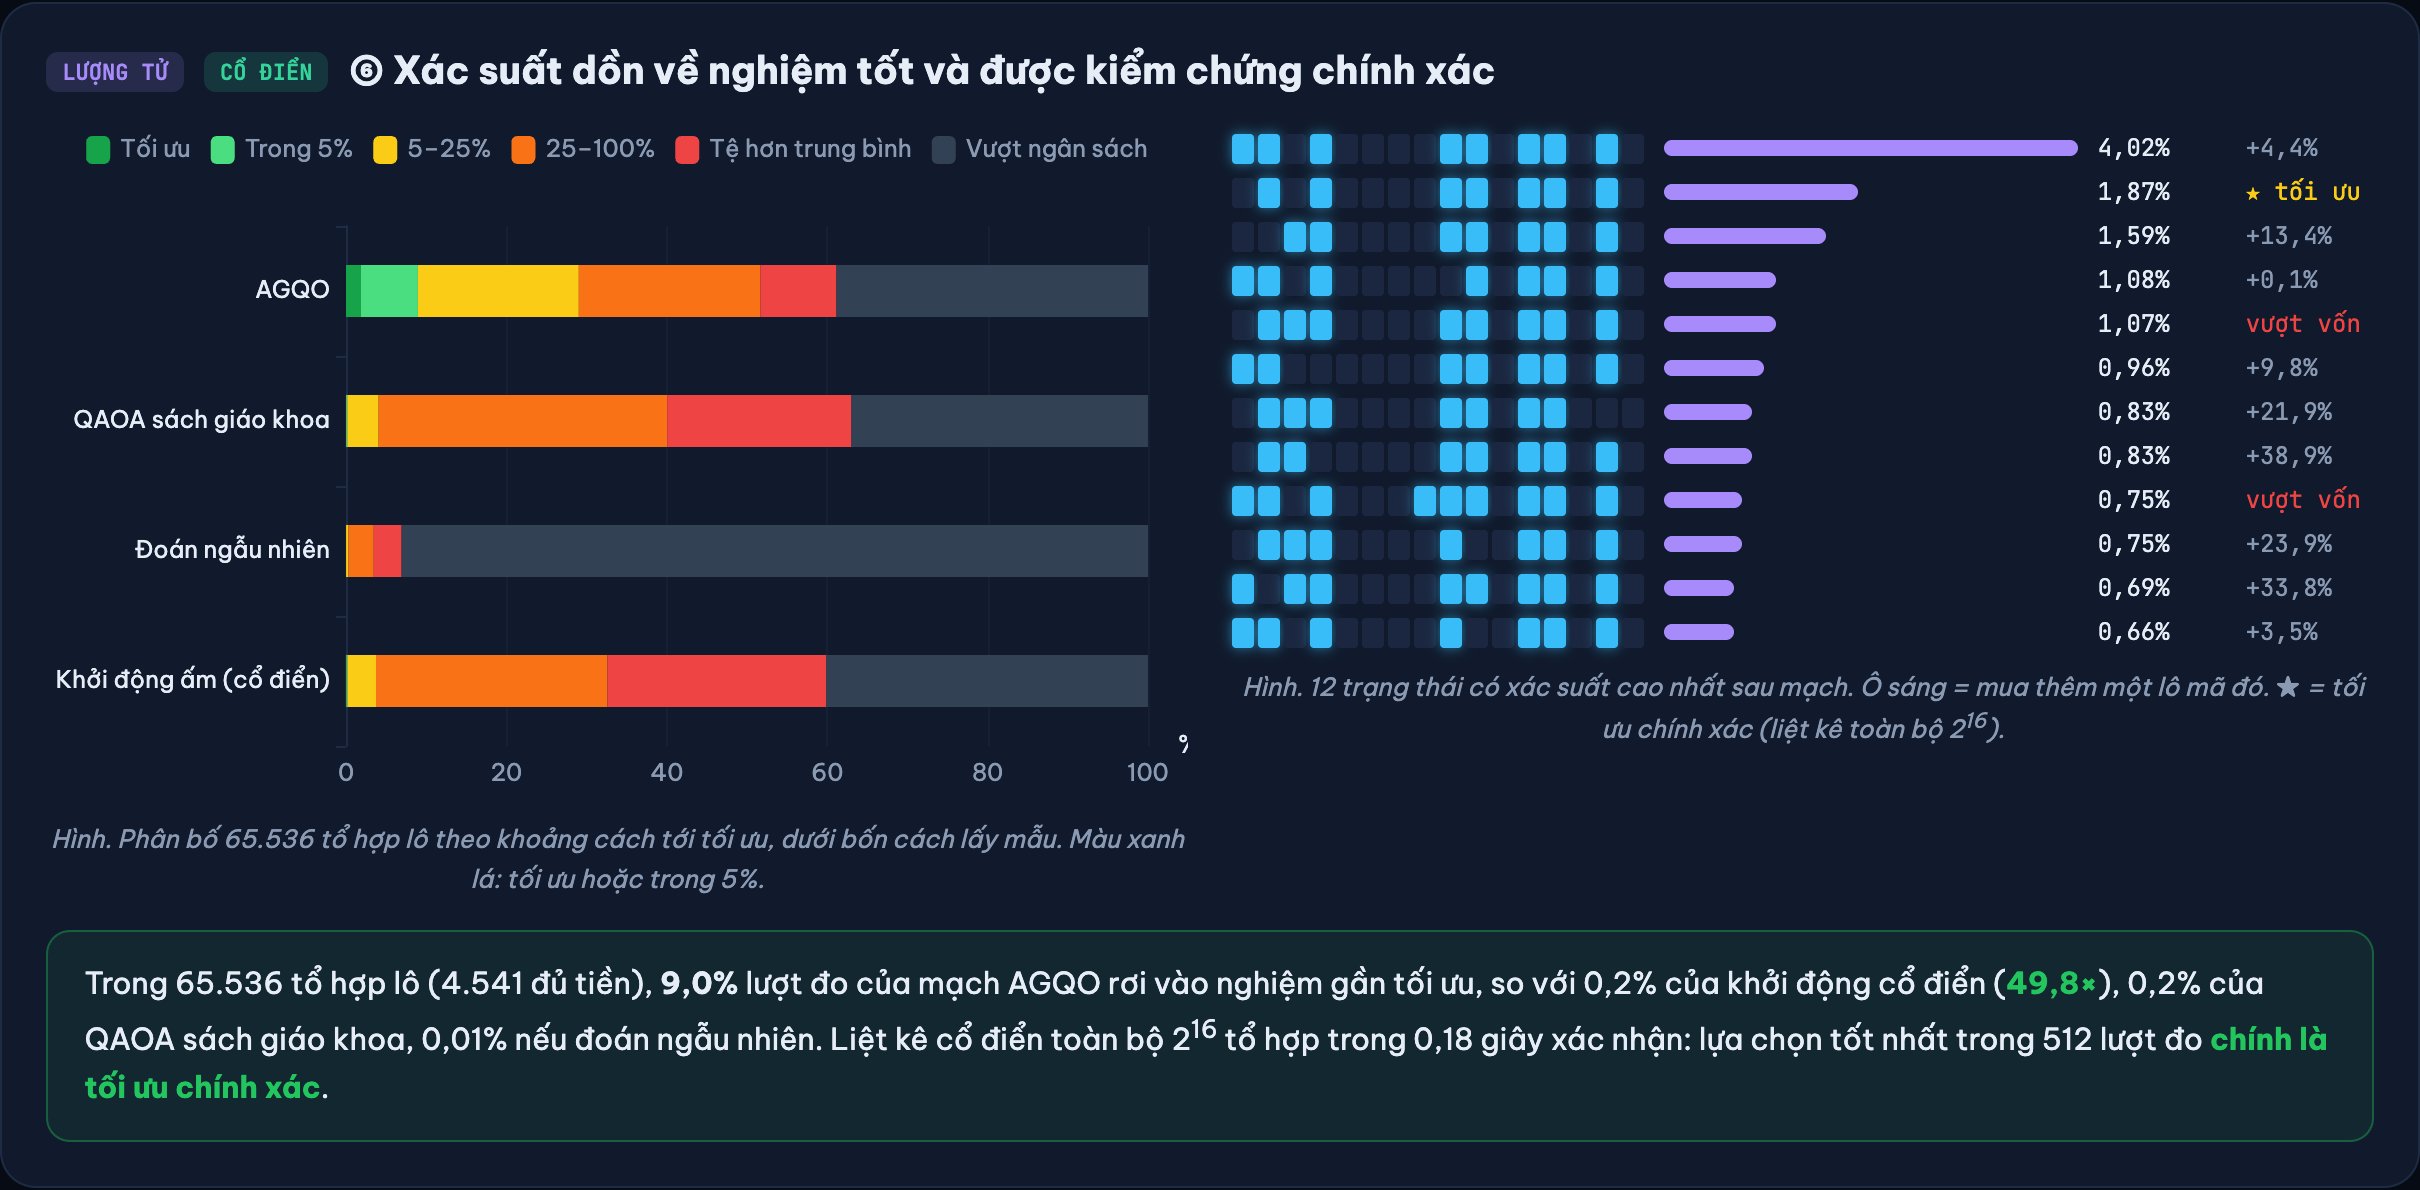 LƯỢNG TỬ CỔ ĐIỂN ⑥ Xác suất dồn về nghiệm tốt và được kiểm chứng chính xác
Tối ưu Trong 5% 5–25% 25–100% Tệ hơn trung bình Vượt ngân sách
AGQO
QAOA sách giáo khoa
Đoán ngẫu nhiên
Khởi động ấm (cổ điển)
%
0 20 40 60 80 100
Hình. Phân bố 65.536 tổ hợp lô theo khoảng cách tới tối ưu, dưới bốn cách lấy mẫu. Màu xanh
lá: tối ưu hoặc trong 5%.
4,02% +4,4%
1,87% ★ tối ưu
1,59% +13,4%
1,08% +0,1%
1,07% vượt vốn
0,96% +9,8%
0,83% +21,9%
0,83% +38,9%
0,75% vượt vốn
0,75% +23,9%
0,69% +33,8%
0,66% +3,5%
Hình. 12 trạng thái có xác suất cao nhất sau mạch. Ô sáng = mua thêm một lô mã đó. ★ = tối
ưu chính xác (liệt kê toàn bộ 2¹⁶).
Trong 65.536 tổ hợp lô (4.541 đủ tiền), 9,0% lượt đo của mạch AGQO rơi vào nghiệm gần tối ưu, so với 0,2% của khởi động cổ điển (49,8×), 0,2% của
QAOA sách giáo khoa, 0,01% nếu đoán ngẫu nhiên. Liệt kê cổ điển toàn bộ 2¹⁶ tổ hợp trong 0,18 giây xác nhận: lựa chọn tốt nhất trong 512 lượt đo chính là
tối ưu chính xác.